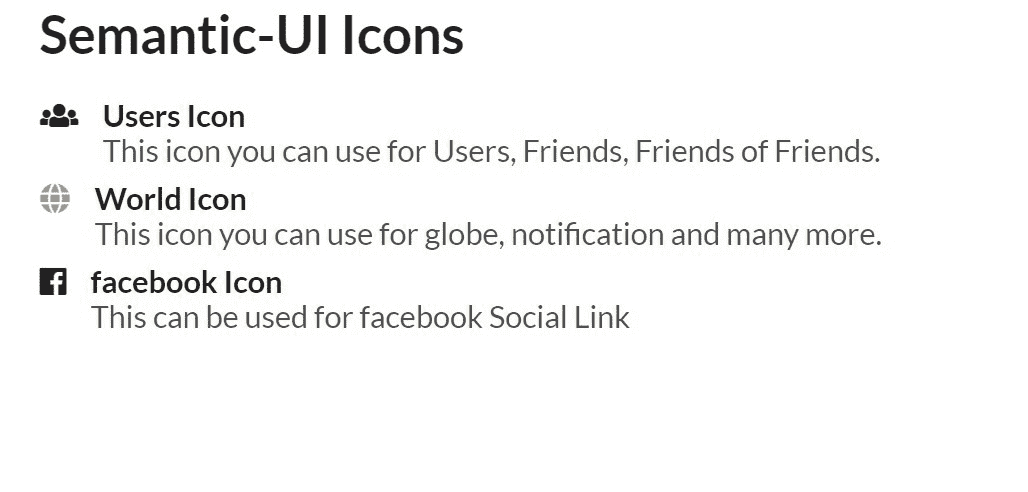 Semantic-UI Icons
Users Icon
This icon you can use for Users, Friends, Friends of Friends.
World Icon
This icon you can use for globe, notification and many more.
facebook Icon
This can be used for facebook Social Link